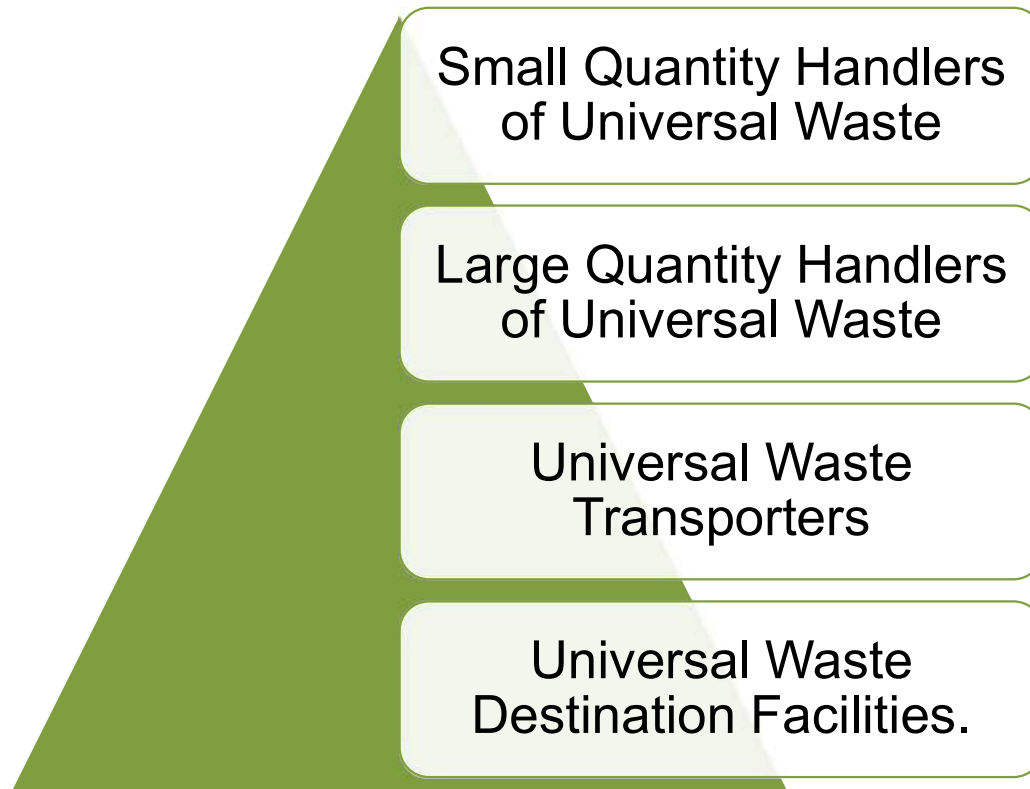 Small Quantity Handlers
of Universal Waste
Large Quantity Handlers
of Universal Waste
Universal Waste
Transporters
Universal Waste
Destination Facilities.